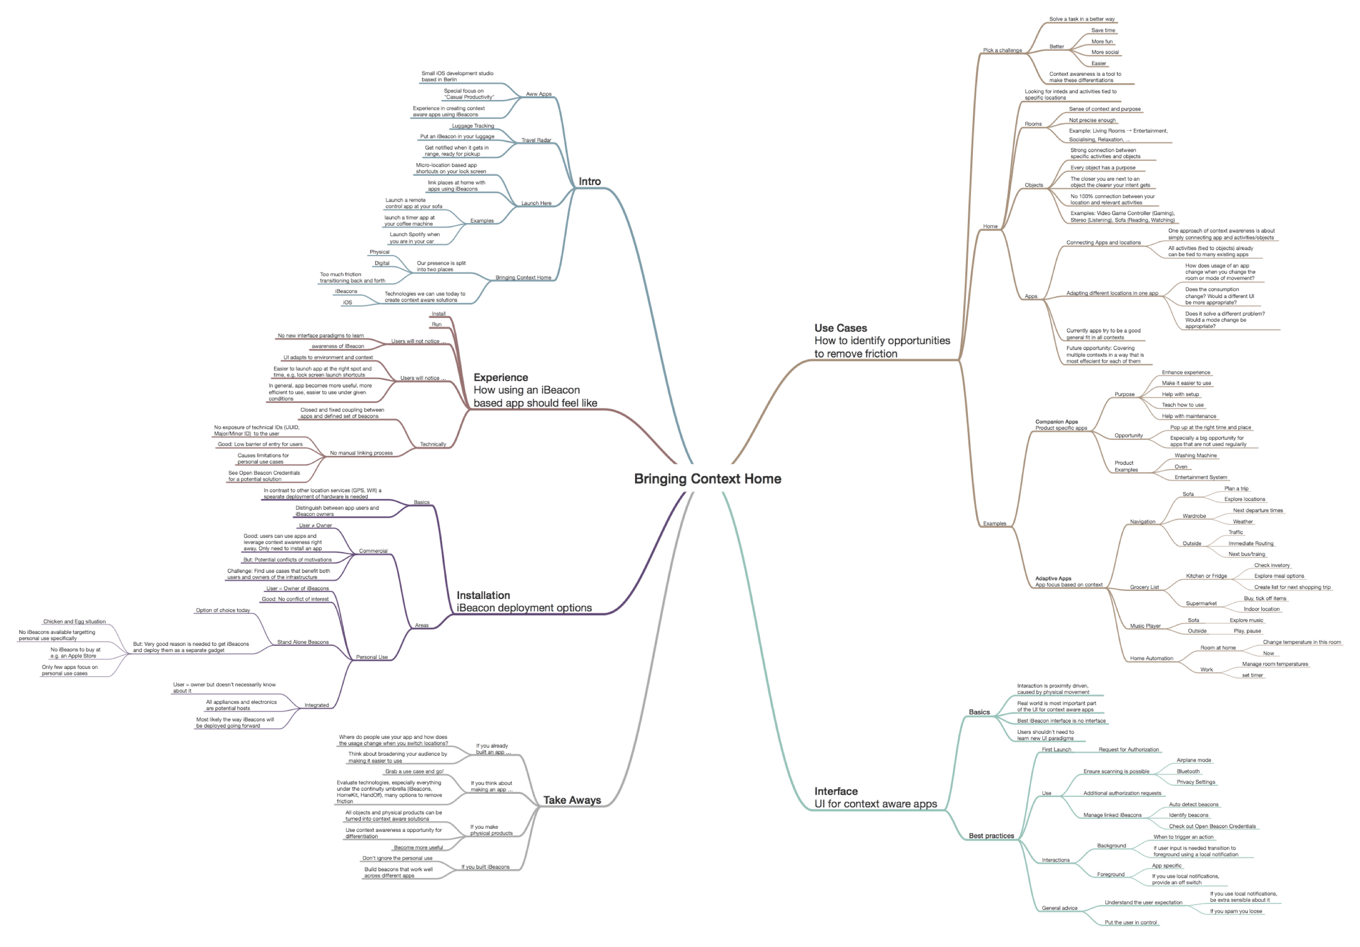 Bringing Context Home
Intro
Aww Apps
Small iOS development studio
based in Berlin
Special focus on
"Casual Productivity"
Experience in creating context
aware apps using iBeacons
Travel Radar
Luggage Tracking
Put an iBeacon in your luggage
Get notified when it gets in
range, ready for pickup
Launch Here
Micro-location based app
shortcuts on your lock screen
link places at home with
apps using iBeacons
Examples
Launch a remote
control app at your sofa
launch a timer app at
your coffee machine
Launch Spotify when
you are in your car
Bringing Context Home
Our presence is split
into two places
Physical
Digital
Too much friction
transitioning back and forth
Technologies we can use today to
create context aware solutions
iBeacons
iOS
Experience
How using an iBeacon
based app should feel like
Install
Run
Users will not notice ...
No new interface paradigms to learn
awareness of iBeacon
Users will notice ...
UI adapts to environment and context
Easier to launch app at the right spot and
time, e.g. lock screen launch shortcuts
In general, app becomes more useful, more
efficient to use, easier to use under given
conditions
Technically
Closed and fixed coupling between
apps and defined set of beacons
No manual linking process
No exposure of technical IDs (UUID,
Major/Minor ID) to the user
Good: Low barrier of entry for users
Causes limitations for
personal use cases
See Open Beacon Credentials
for a potential solution
Installation
iBeacon deployment options
Basics
In contrast to other location services (GPS, Wifi) a
speperate deployment of hardware is needed
Distinguish between app users and
iBeacon owners
Areas
Commercial
User ≠ Owner
Good: users can use apps and
leverage context awareness right
away. Only need to install an app
But: Potential conflicts of motivations
Challenge: Find use cases that benefit both
users and owners of the infrastructure
Personal Use
User = Owner of iBeacons
Good: No conflict of interest
Stand Alone Beacons
Option of choice today
But: Very good reason is needed to get iBeacons
and deploy them as a separate gadget
Chicken and Egg situation
No iBeacons available targetting
personal use specifically
No iBeasons to buy at
e.g. an Apple Store
Only few apps focus on
personal use cases
Integrated
User = owner but doesn't necessarily know
about it
All appliances and electronics
are potential hosts
Most likely the way iBeacons will
be deployed going forward
Take Aways
If you already
built an app ...
Where do people use your app and how does
the usage change when you switch locations?
Think about broadening your audience by
making it easier to use
If you think about
making an app ...
Grab a use case and go!
Evaluate technologies, especially everything
under the continuity umbrella (iBeacons,
HomeKit, HandOff), many options to remove
friction
If you make
physical products
All objects and physical products can be
turned into context aware solutions
Use context awareness a opportunity for
differentiation
Become more useful
If you built iBeacons
Don't ignore the personal use
Build beacons that work well
across different apps
Use Cases
How to identify opportunities
to remove friction
Pick a challenge
Solve a task in a better way
Better
Save time
More fun
More social
Easier
Context awareness is a tool to
make these differentiations
Home
Looking for inteds and activities tied to
specific locations
Rooms
Sense of context and purpose
Not precise enough
Example: Living Rooms → Entertainment,
Socialising, Relaxation, ...
Objects
Strong connection between
specific activities and objects
Every object has a purpose
The closer you are next to an
object the clearer your intent gets
No 100% connection between your
location and relevant activities
Examples: Video Game Controller (Gaming),
Stereo (Listening), Sofa (Reading, Watching)
Apps
Connecting Apps and locations
One approach of context awareness is about
simply connecting app and activities/objects
All activities (tied to objects) already
can be tied to many existing apps
Adapting different locations in one app
How does usage of an app
change when you change the
room or mode of movement?
Does the consumption
change? Would a different UI
be more appropriate?
Does it solve a different problem?
Would a mode change be
appropriate?
Currently apps try to be a good
general fit in all contexts
Future opportunity: Covering
multiple contexts in a way that is
most effiecient for each of them
Examples
Companion Apps
Product specific apps
Purpose
Enhance experience
Make it easier to use
Help with setup
Teach how to use
Help with maintenance
Opportunity
Pop up at the right time and place
Especially a big opportunity for
apps that are not used regularily
Product
Examples
Washing Machine
Oven
Entertainment System
Adaptive Apps
App focus based on context
Navigation
Sofa
Plan a trip
Explore locations
Wardrobe
Next departure times
Weather
Outside
Traffic
Immediate Routing
Next bus/traing
Grocery List
Kitchen or Fridge
Check invetory
Explore meal options
Create list for next shopping trip
Supermarket
Buy, tick off items
Indoor location
Music Player
Sofa
Explore music
Outside
Play, pause
Home Automation
Room at home
Change temperature in this room
Now
Work
Manage room temperatures
set timer
Interface
UI for context aware apps
Basics
Interaction is proximity driven,
caused by physical movement
Real world is most important part
of the UI for context aware apps
Best iBeacon interface is no interface
Users shouldn't need to
learn new UI paradigms
Best practices
First Launch
Request for Authorization
Use
Ensure scanning is possible
Airplane mode
Bluetooth
Privacy Settings
Additional authorization requests
Manage linked iBeacons
Auto detect beacons
Identify beacons
Check out Open Beacon Credentials
Interactions
Background
When to trigger an action
If user input is needed transition to
foreground using a local notification
Foreground
App specific
If you use local notifications,
provide an off switch
General advice
Understand the user expectation
If you use local notifications,
be extra sensible about it
If you spam you loose
Put the user in control